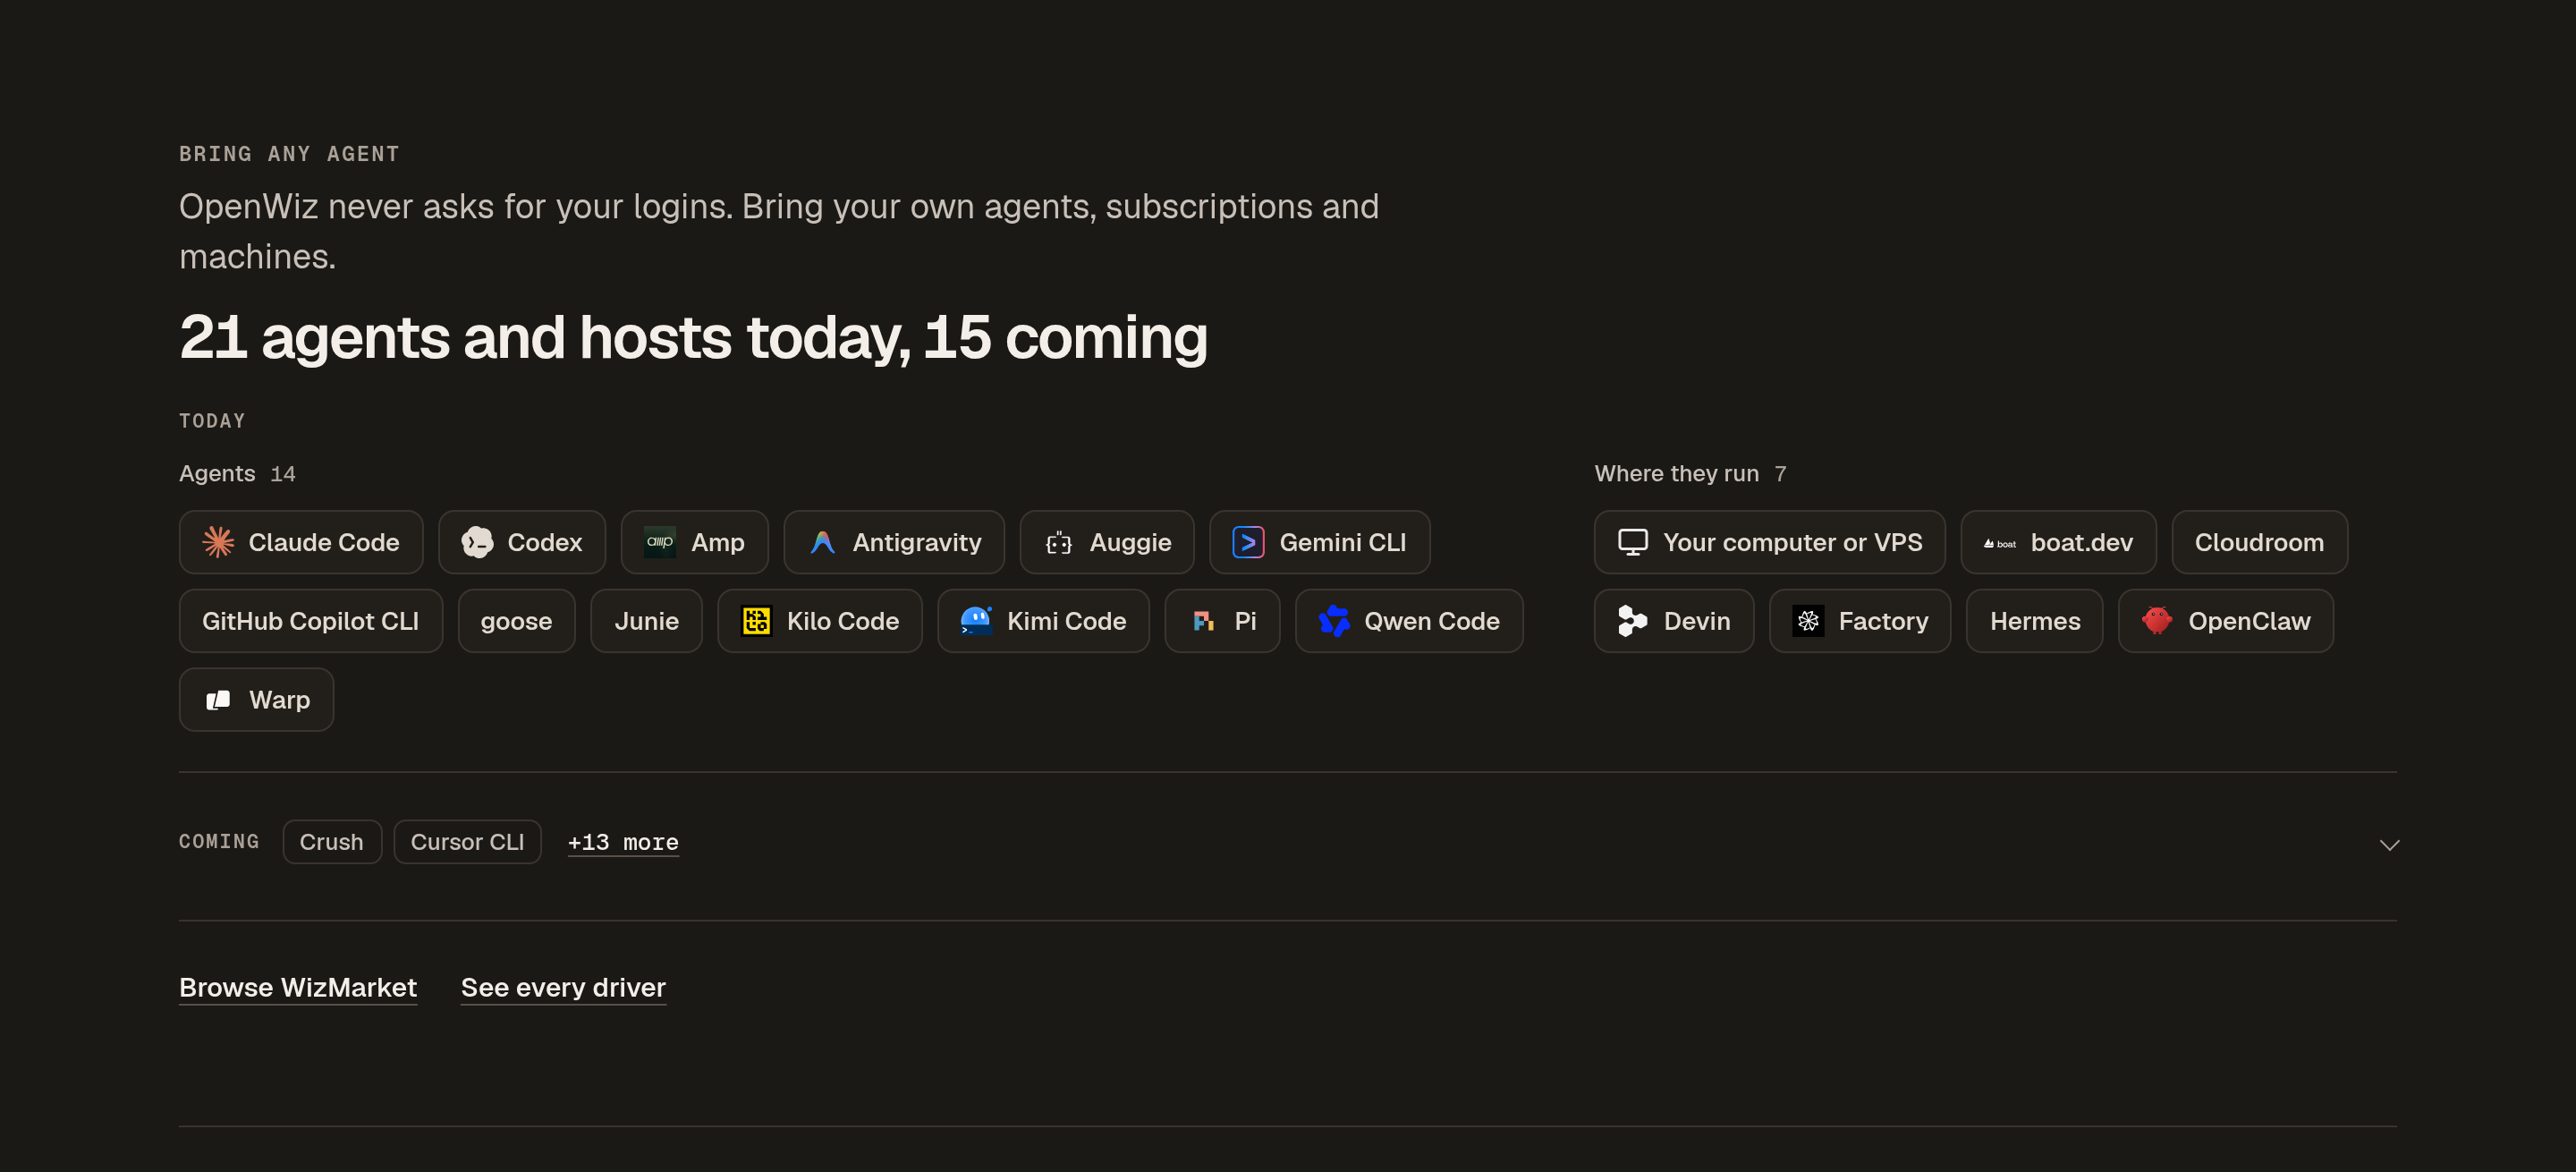 BRING ANY AGENT
OpenWiz never asks for your logins. Bring your own agents, subscriptions and
machines.
21 agents and hosts today, 15 coming
TODAY
Agents 14
Claude Code
Codex
amp Amp
Antigravity
Auggie
Gemini CLI
GitHub Copilot CLI
goose
Junie
KILO Kilo Code
Kimi Code
Pi
Qwen Code
Warp
Where they run 7
Your computer or VPS
boat boat.dev
Cloudroom
Devin
Factory
Hermes
OpenClaw
COMING Crush Cursor CLI +13 more
Browse WizMarket See every driver